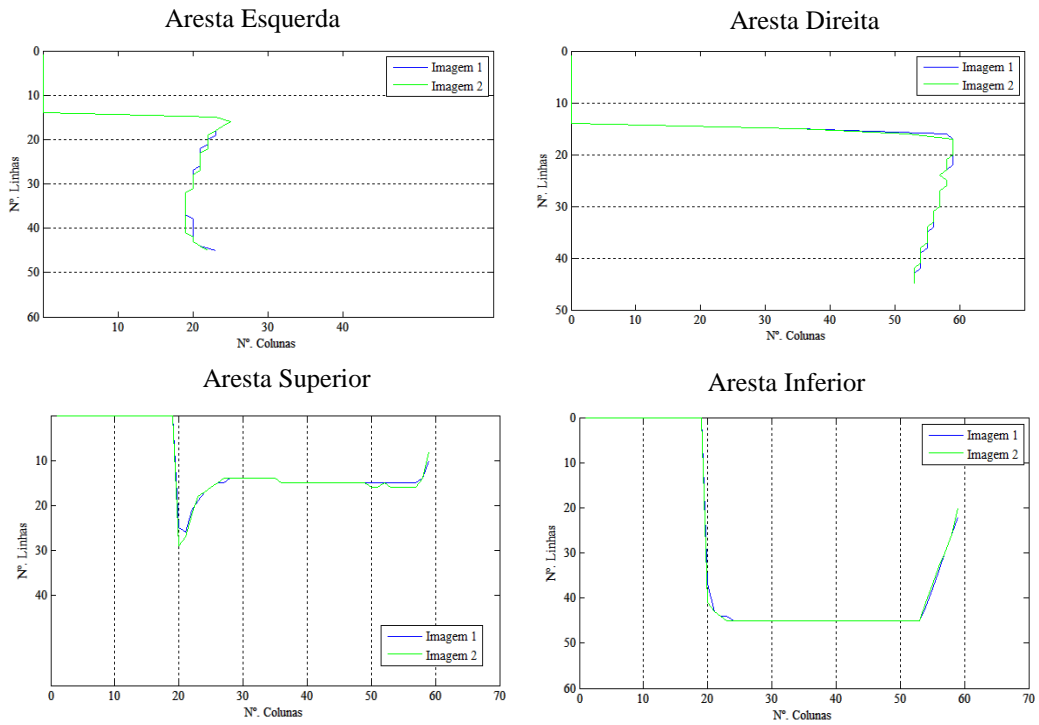 Aresta Esquerda
0
10
20
30
40
50
60
10
20
30
40
Nº. Linhas
Nº. Colunas
Imagem 1
Imagem 2
Aresta Direita
0
10
20
30
40
50
0
10
20
30
40
50
60
Nº. Linhas
Nº. Colunas
Imagem 1
Imagem 2
Aresta Superior
10
20
30
40
0
10
20
30
40
50
60
70
Nº. Linhas
Nº. Colunas
Imagem 1
Imagem 2
Aresta Inferior
0
10
20
30
40
50
60
0
10
20
30
40
50
60
70
Nº. Linhas
Nº. Colunas
Imagem 1
Imagem 2